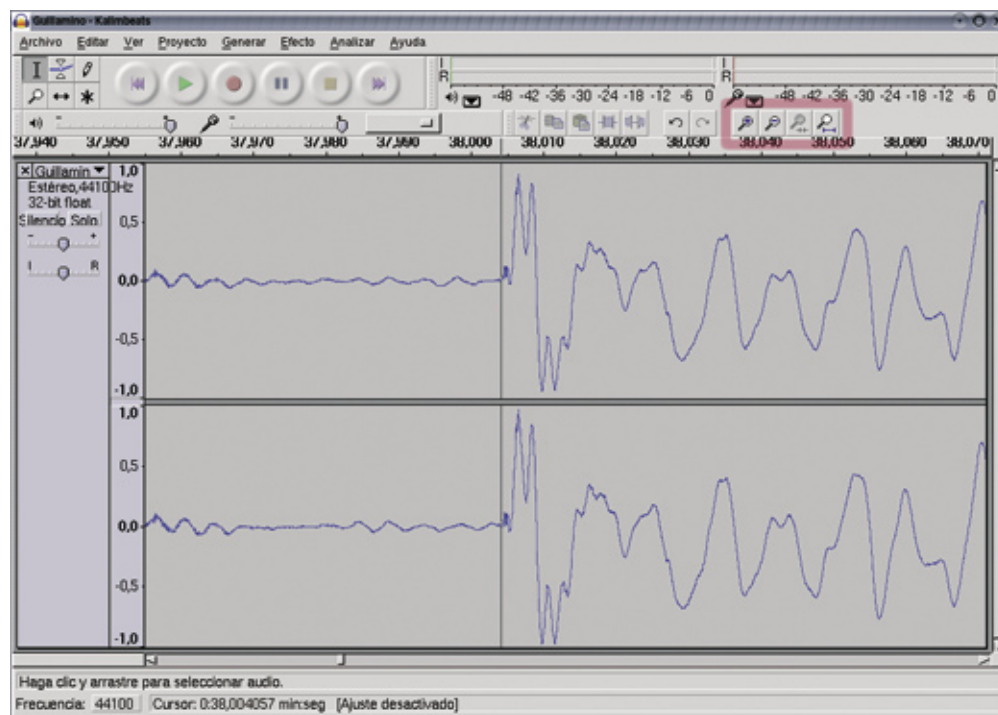 Guillamino - Kalimbeats
Archivo Editar Ver Proyecto Generar Efecto Analizar Ayuda
I
R
-48 -42 -36 -30 -24 -18 -12 -6 0
I
R
-48 -42 -36 -30 -24 -18 -12 -6 0
37,940 37,950 37,960 37,970 37,980 37,990 38,000 38,010 38,020 38,030 38,040 38,050 38,060 38,070
Guillamin
Estéreo,44100Hz
32-bit float
Silencio Solo
- +
I R
1,0
0,5
0,0
-0,5
-1,0
1,0
0,5
0,0
-0,5
-1,0
Haga clic y arrastre para seleccionar audio.
Frecuencia: 44100 Cursor: 0:38,004057 min:seg [Ajuste desactivado]